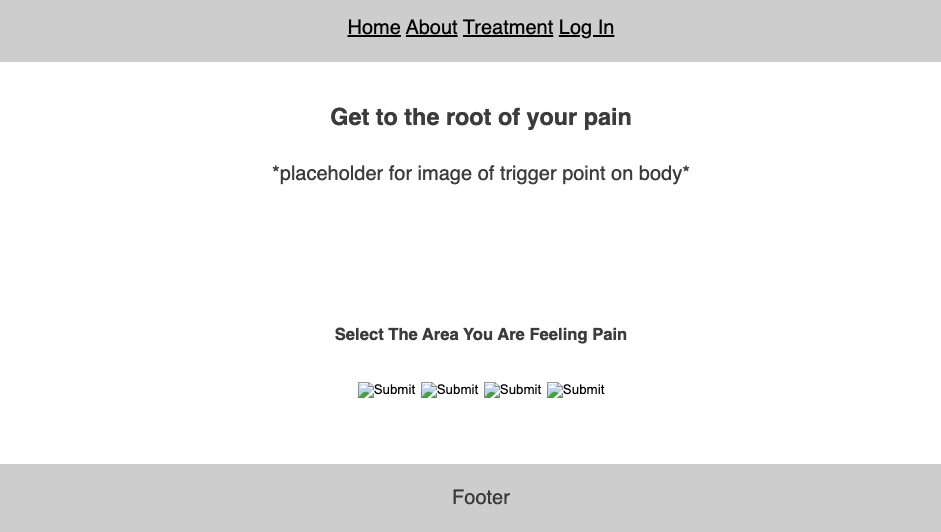 Home About Treatment Log In
Get to the root of your pain
*placeholder for image of trigger point on body*
Select The Area You Are Feeling Pain
Submit Submit Submit Submit
Footer